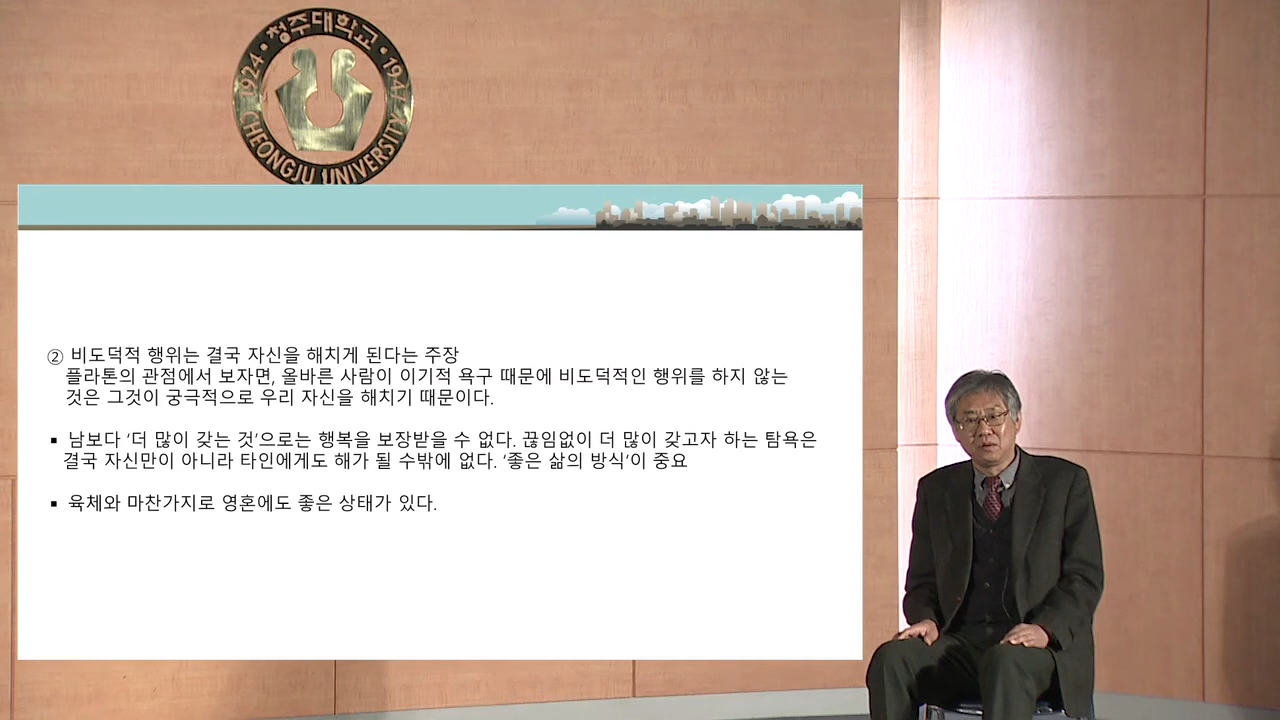 청주대학교
1924 · 1947
CHEONGJU UNIVERSITY
② 비도덕적 행위는 결국 자신을 해치게 된다는 주장
플라톤의 관점에서 보자면, 올바른 사람이 이기적 욕구 때문에 비도덕적인 행위를 하지 않는
것은 그것이 궁극적으로 우리 자신을 해치기 때문이다.
▪ 남보다 ‘더 많이 갖는 것’으로는 행복을 보장받을 수 없다. 끊임없이 더 많이 갖고자 하는 탐욕은
결국 자신만이 아니라 타인에게도 해가 될 수밖에 없다. ‘좋은 삶의 방식’이 중요
▪ 육체와 마찬가지로 영혼에도 좋은 상태가 있다.